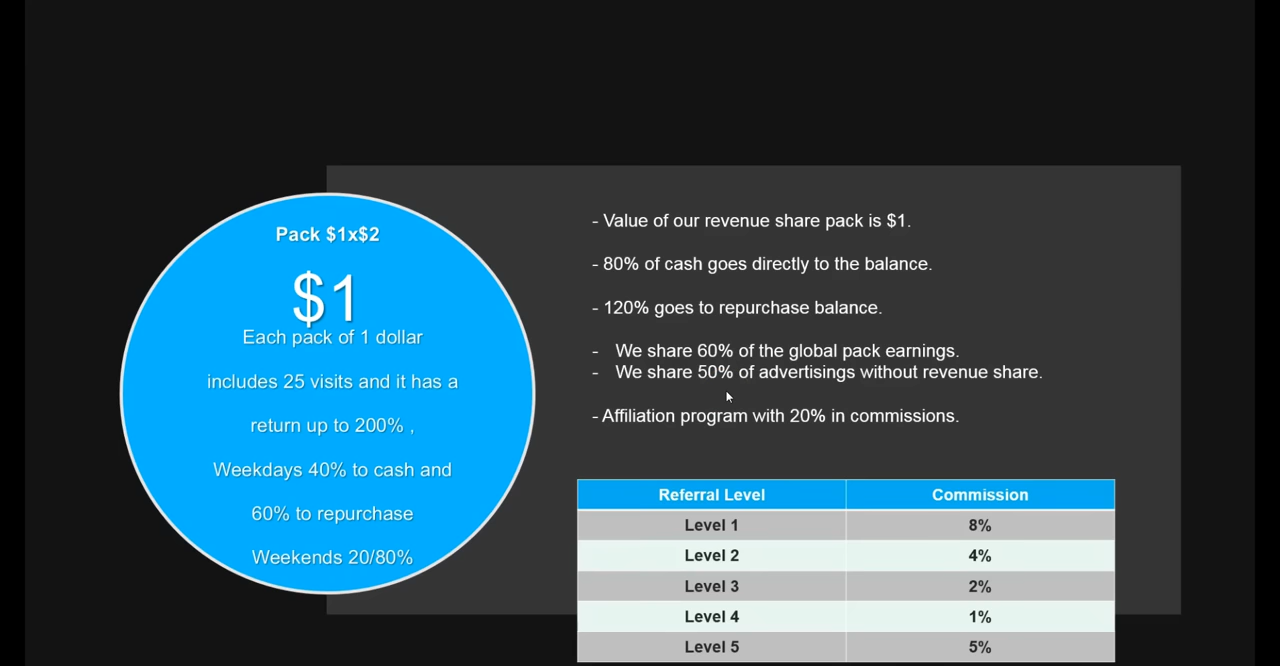 Pack $1x$2
$1
Each pack of 1 dollar
includes 25 visits and it has a
return up to 200% ,
Weekdays 40% to cash and
60% to repurchase
Weekends 20/80%
- Value of our revenue share pack is $1.
- 80% of cash goes directly to the balance.
- 120% goes to repurchase balance.
- We share 60% of the global pack earnings.
- We share 50% of advertisings without revenue share.
- Affiliation program with 20% in commissions.
Referral Level Commission
Level 1 8%
Level 2 4%
Level 3 2%
Level 4 1%
Level 5 5%